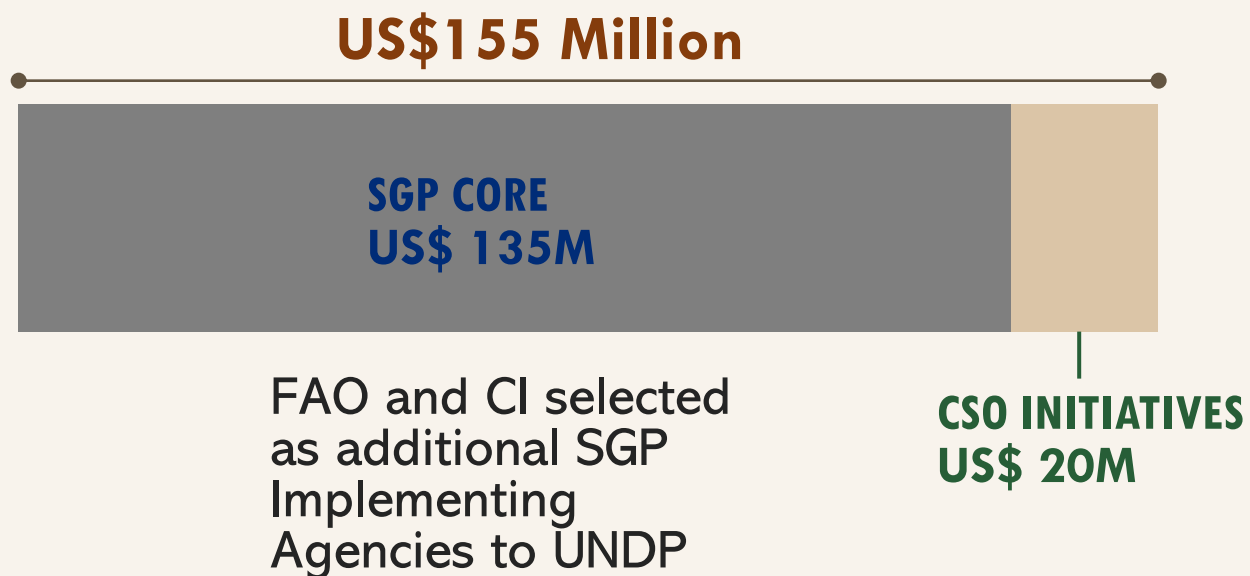 US$155 Million
SGP CORE
US$ 135M
FAO and CI selected
as additional SGP
Implementing
Agencies to UNDP
CSO INITIATIVES
US$ 20M